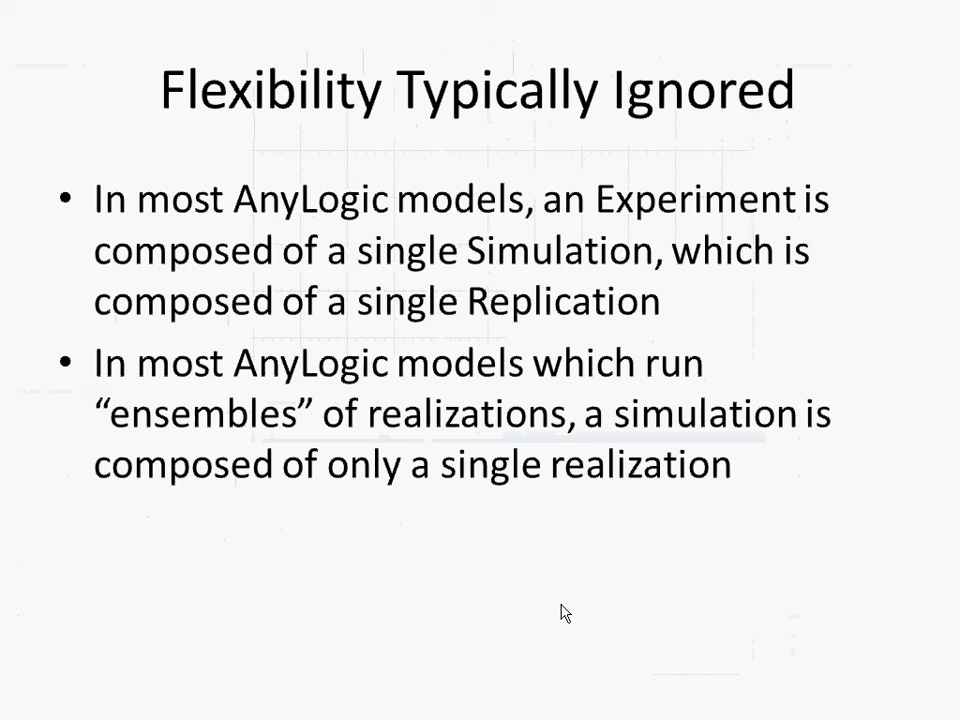 Flexibility Typically Ignored
• In most AnyLogic models, an Experiment is
composed of a single Simulation, which is
composed of a single Replication
• In most AnyLogic models which run
“ensembles” of realizations, a simulation is
composed of only a single realization